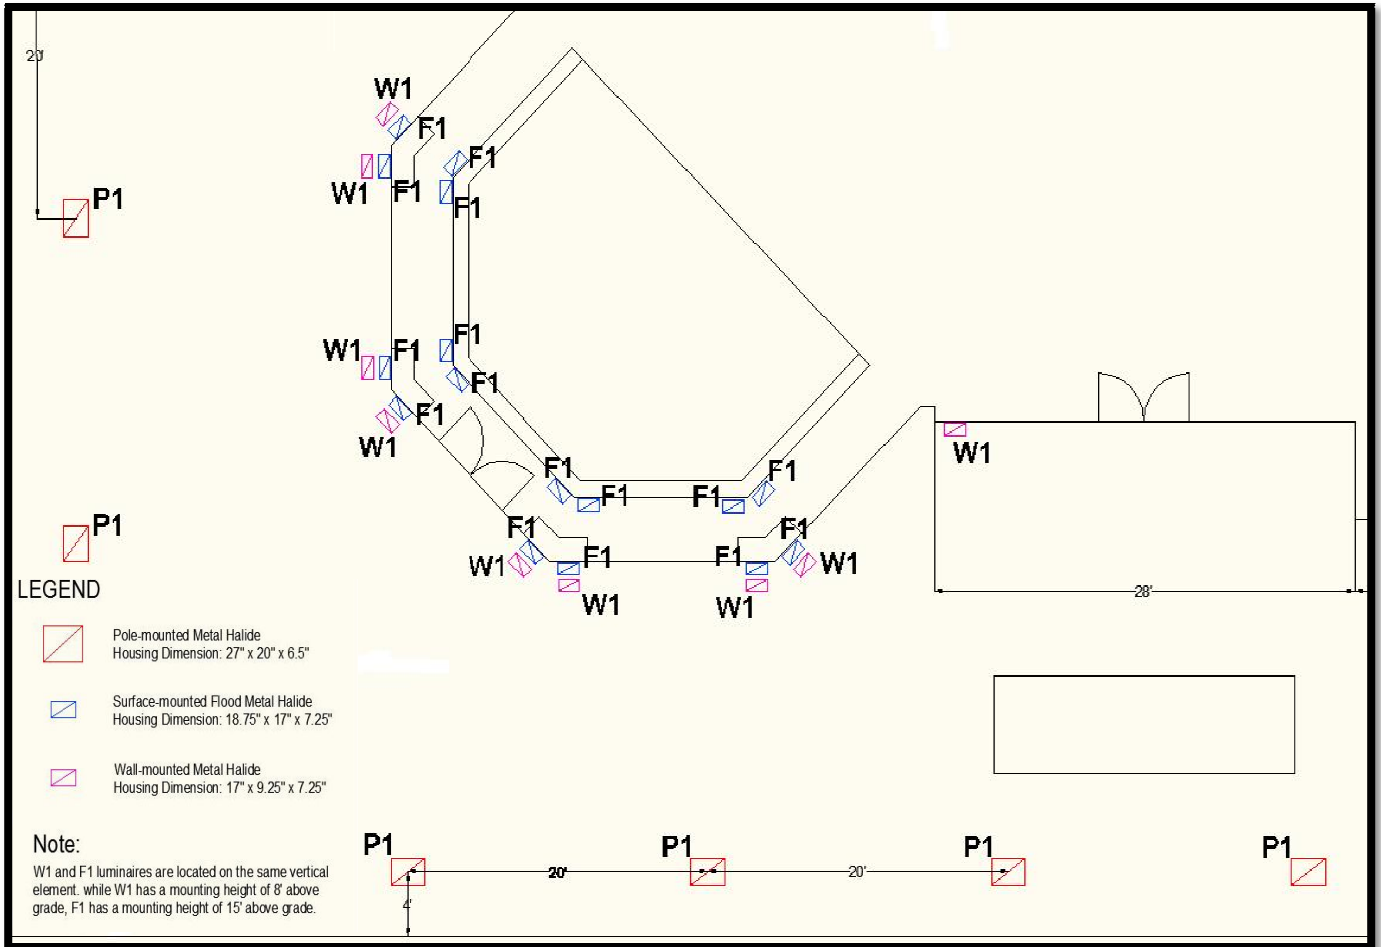 20'
W1
F1
F1
W1
F1
P1
F1
F1
W1
F1
F1
F1
W1
W1
F1
F1
F1
F1
F1
P1
F1
F1
W1
F1
F1
W1
W1
W1
28'
LEGEND
Pole-mounted Metal Halide
Housing Dimension: 27" x 20" x 6.5"
Surface-mounted Flood Metal Halide
Housing Dimension: 18.75" x 17" x 7.25"
Wall-mounted Metal Halide
Housing Dimension: 17" x 9.25" x 7.25"
Note:
W1 and F1 luminaires are located on the same vertical
element. while W1 has a mounting height of 8' above
grade, F1 has a mounting height of 15' above grade.
P1
P1
P1
P1
20'
20'
4'